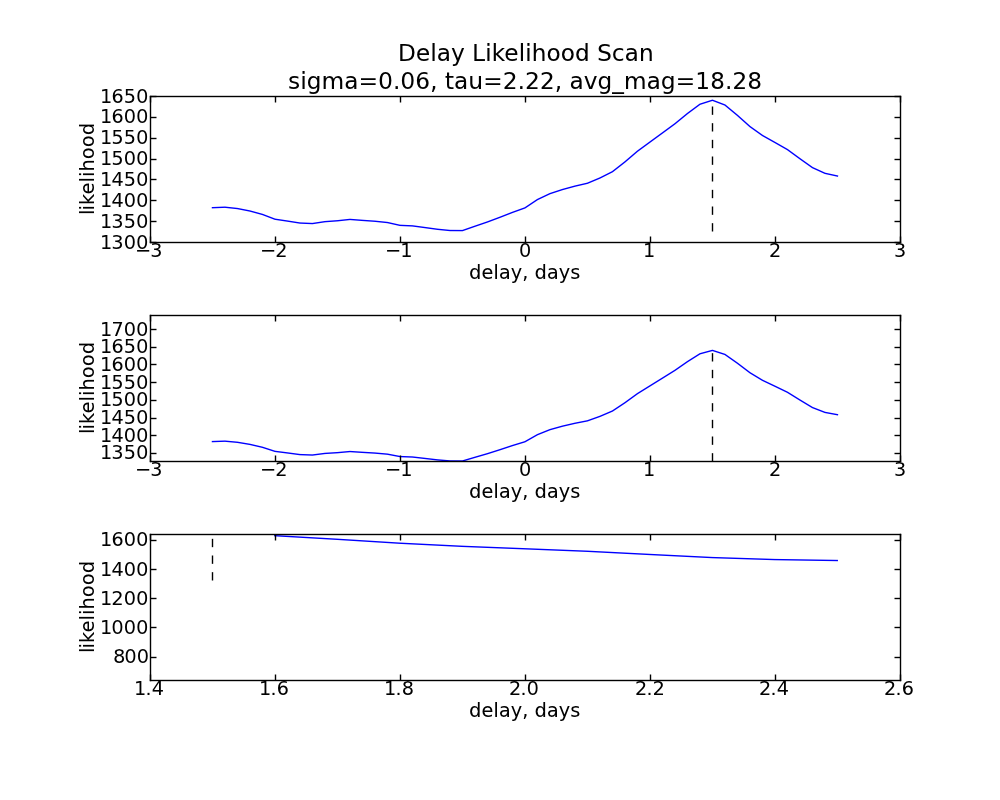 Delay Likelihood Scan
sigma=0.06, tau=2.22, avg_mag=18.28
likelihood
1650
1600
1550
1500
1450
1400
1350
1300
−3 −2 −1 0 1 2 3
delay, days
likelihood
1700
1650
1600
1550
1500
1450
1400
1350
−3 −2 −1 0 1 2 3
delay, days
likelihood
1600
1400
1200
1000
800
1.4 1.6 1.8 2.0 2.2 2.4 2.6
delay, days